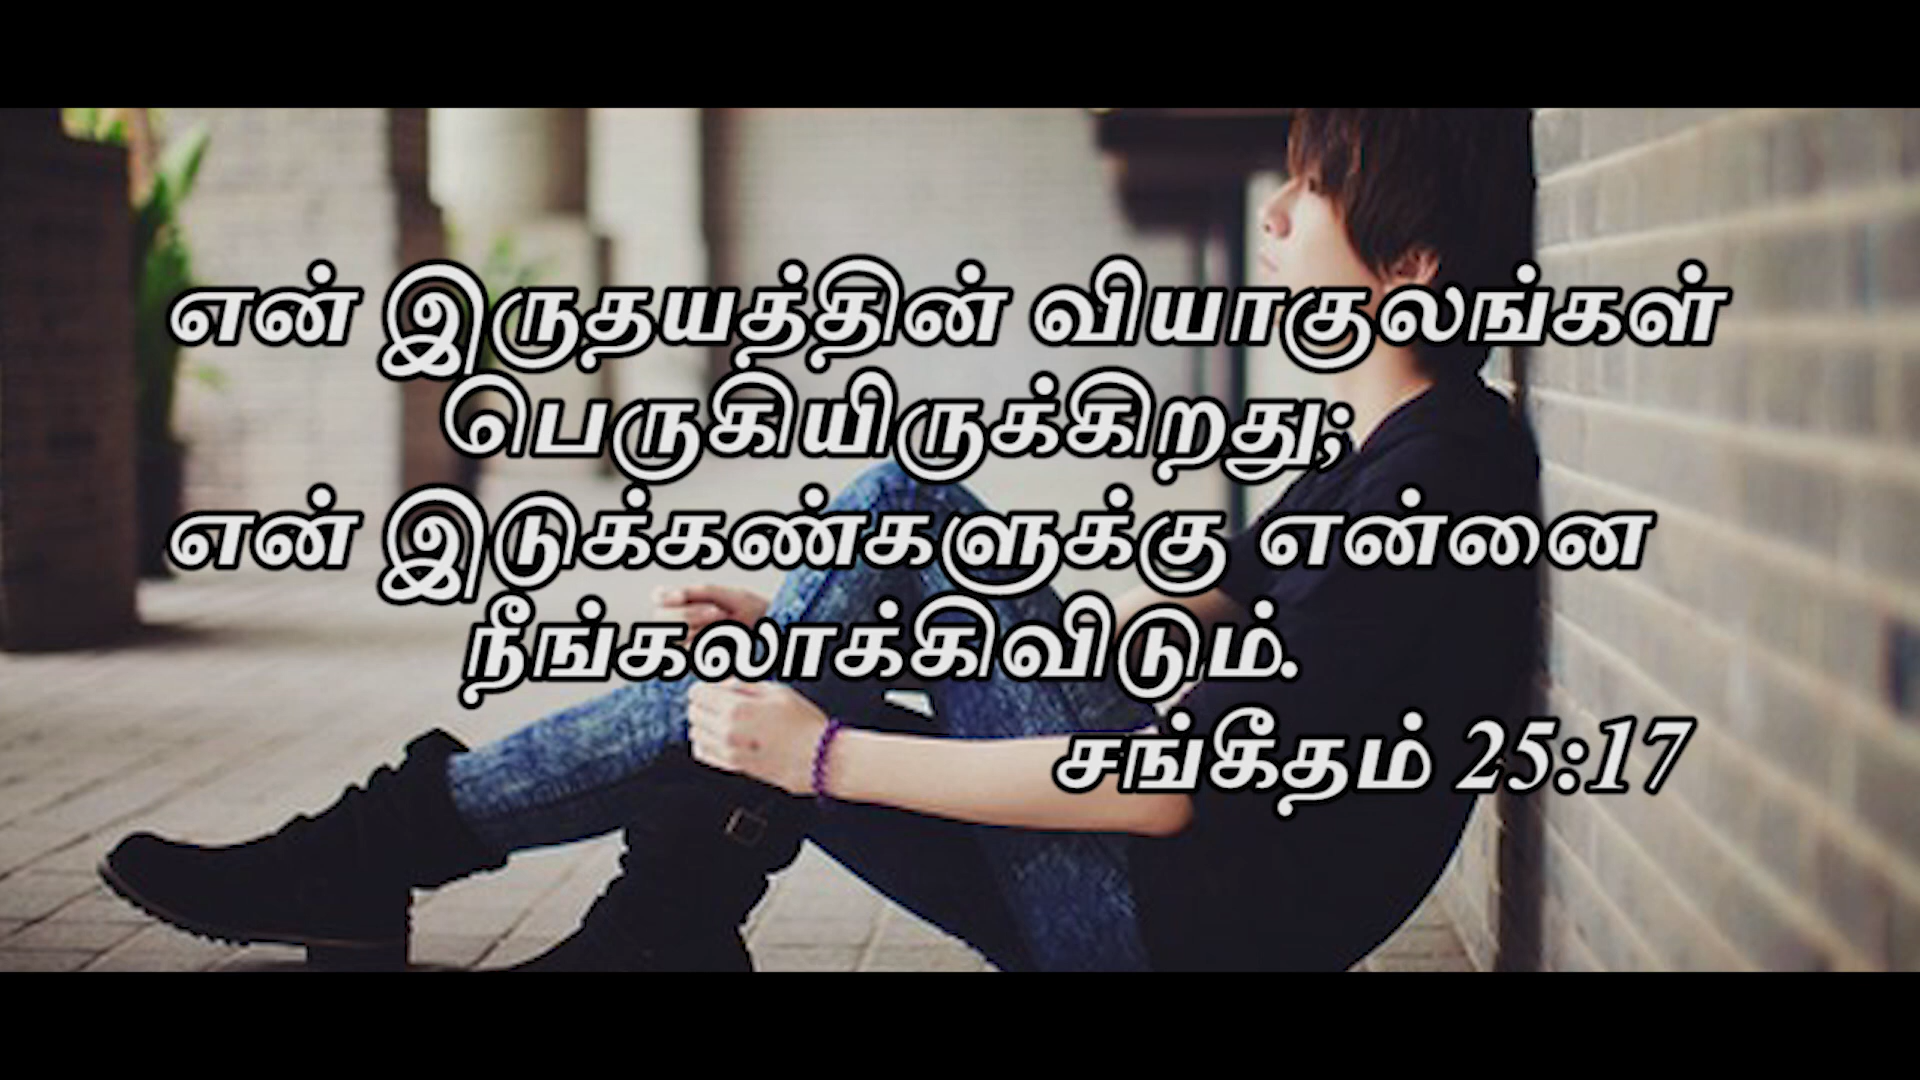 என் இருதயத்தின் வியாகுலங்கள்
பெருகியிருக்கிறது;
என் இடுக்கண்களுக்கு என்னை
நீங்கலாக்கிவிடும்.
சங்கீதம் 25:17